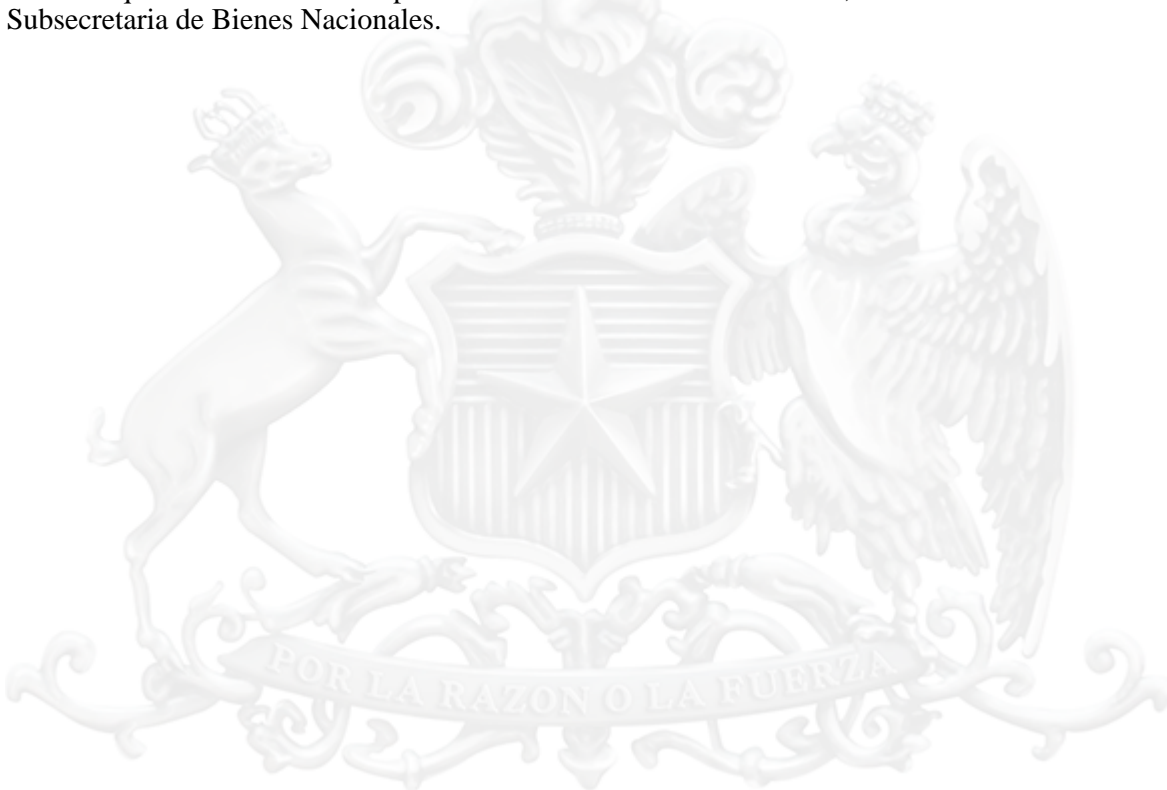 Subsecretaria de Bienes Nacionales.
POR LA RAZON O LA FUERZA